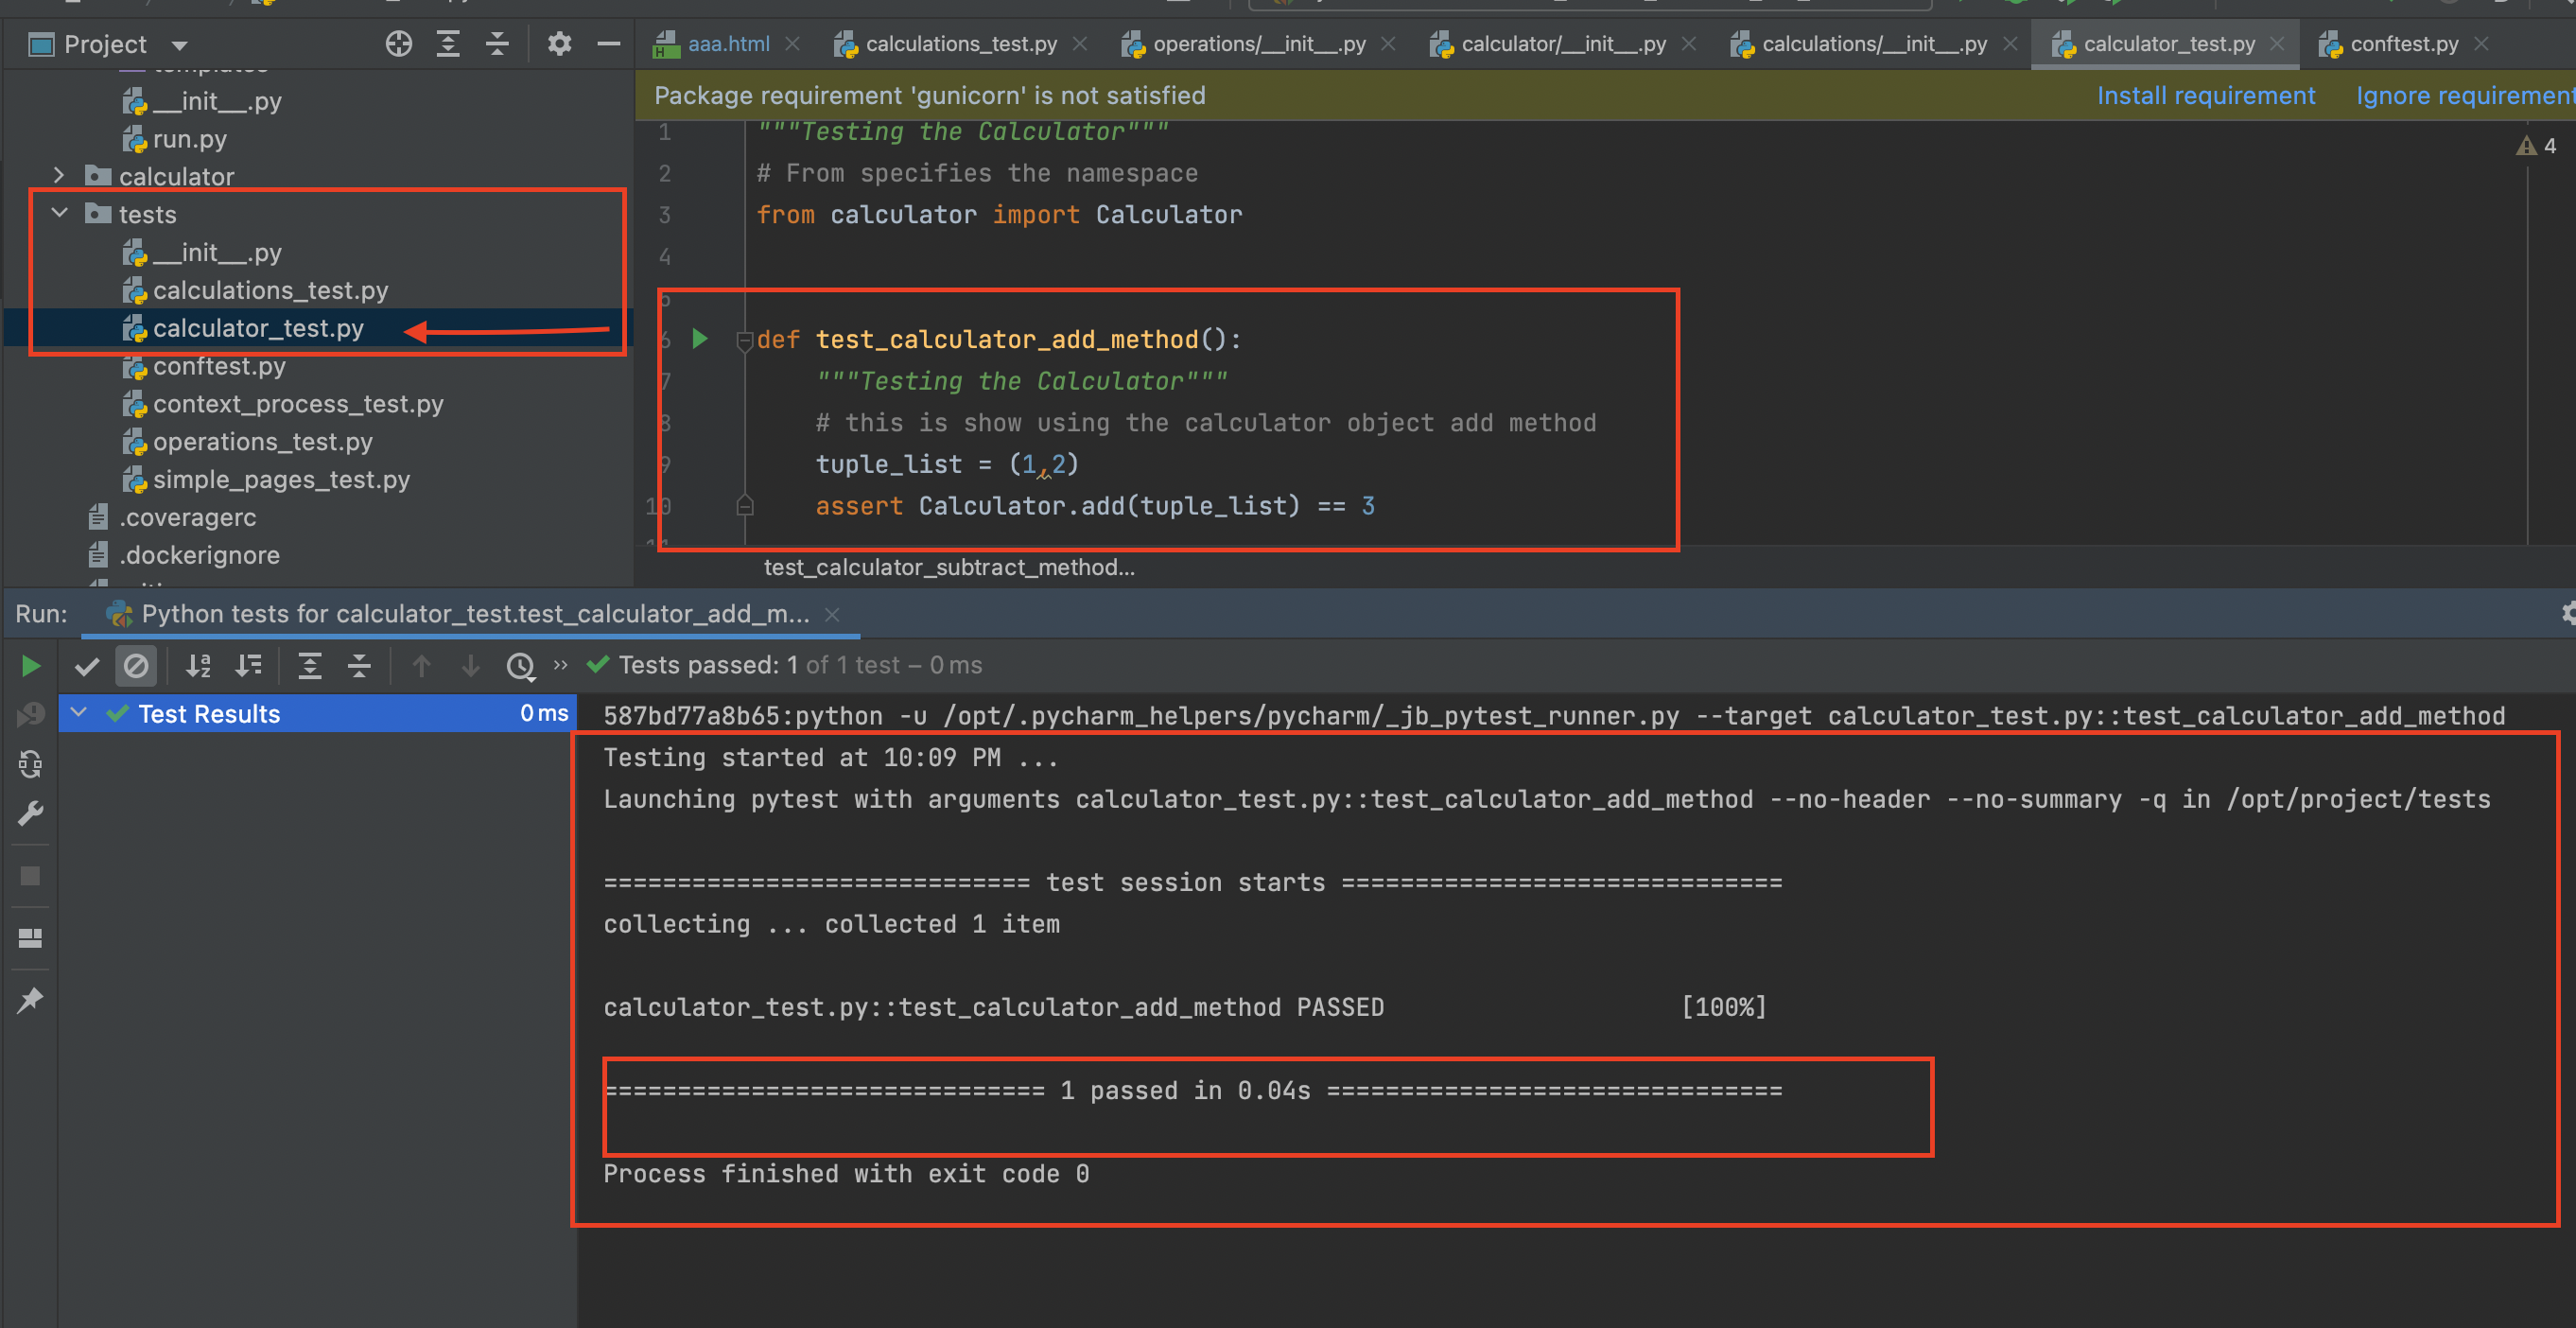 Project
aaa.html
calculations_test.py
operations/__init__.py
calculator/__init__.py
calculations/__init__.py
calculator_test.py
conftest.py
templates
__init__.py
run.py
calculator
tests
__init__.py
calculations_test.py
calculator_test.py
conftest.py
context_process_test.py
operations_test.py
simple_pages_test.py
.coveragerc
.dockerignore
Package requirement 'gunicorn' is not satisfied
Install requirement
Ignore requirement
4
1 """Testing the Calculator"""
2 # From specifies the namespace
3 from calculator import Calculator
4
6 def test_calculator_add_method():
7 """Testing the Calculator"""
8 # this is show using the calculator object add method
9 tuple_list = (1,2)
10 assert Calculator.add(tuple_list) == 3
11
test_calculator_subtract_method...
Run:
Python tests for calculator_test.test_calculator_add_m...
Tests passed: 1 of 1 test – 0 ms
Test Results 0 ms
587bd77a8b65:python -u /opt/.pycharm_helpers/pycharm/_jb_pytest_runner.py --target calculator_test.py::test_calculator_add_method
Testing started at 10:09 PM ...
Launching pytest with arguments calculator_test.py::test_calculator_add_method --no-header --no-summary -q in /opt/project/tests
============================= test session starts ==============================
collecting ... collected 1 item
calculator_test.py::test_calculator_add_method PASSED [100%]
============================== 1 passed in 0.04s ===============================
Process finished with exit code 0